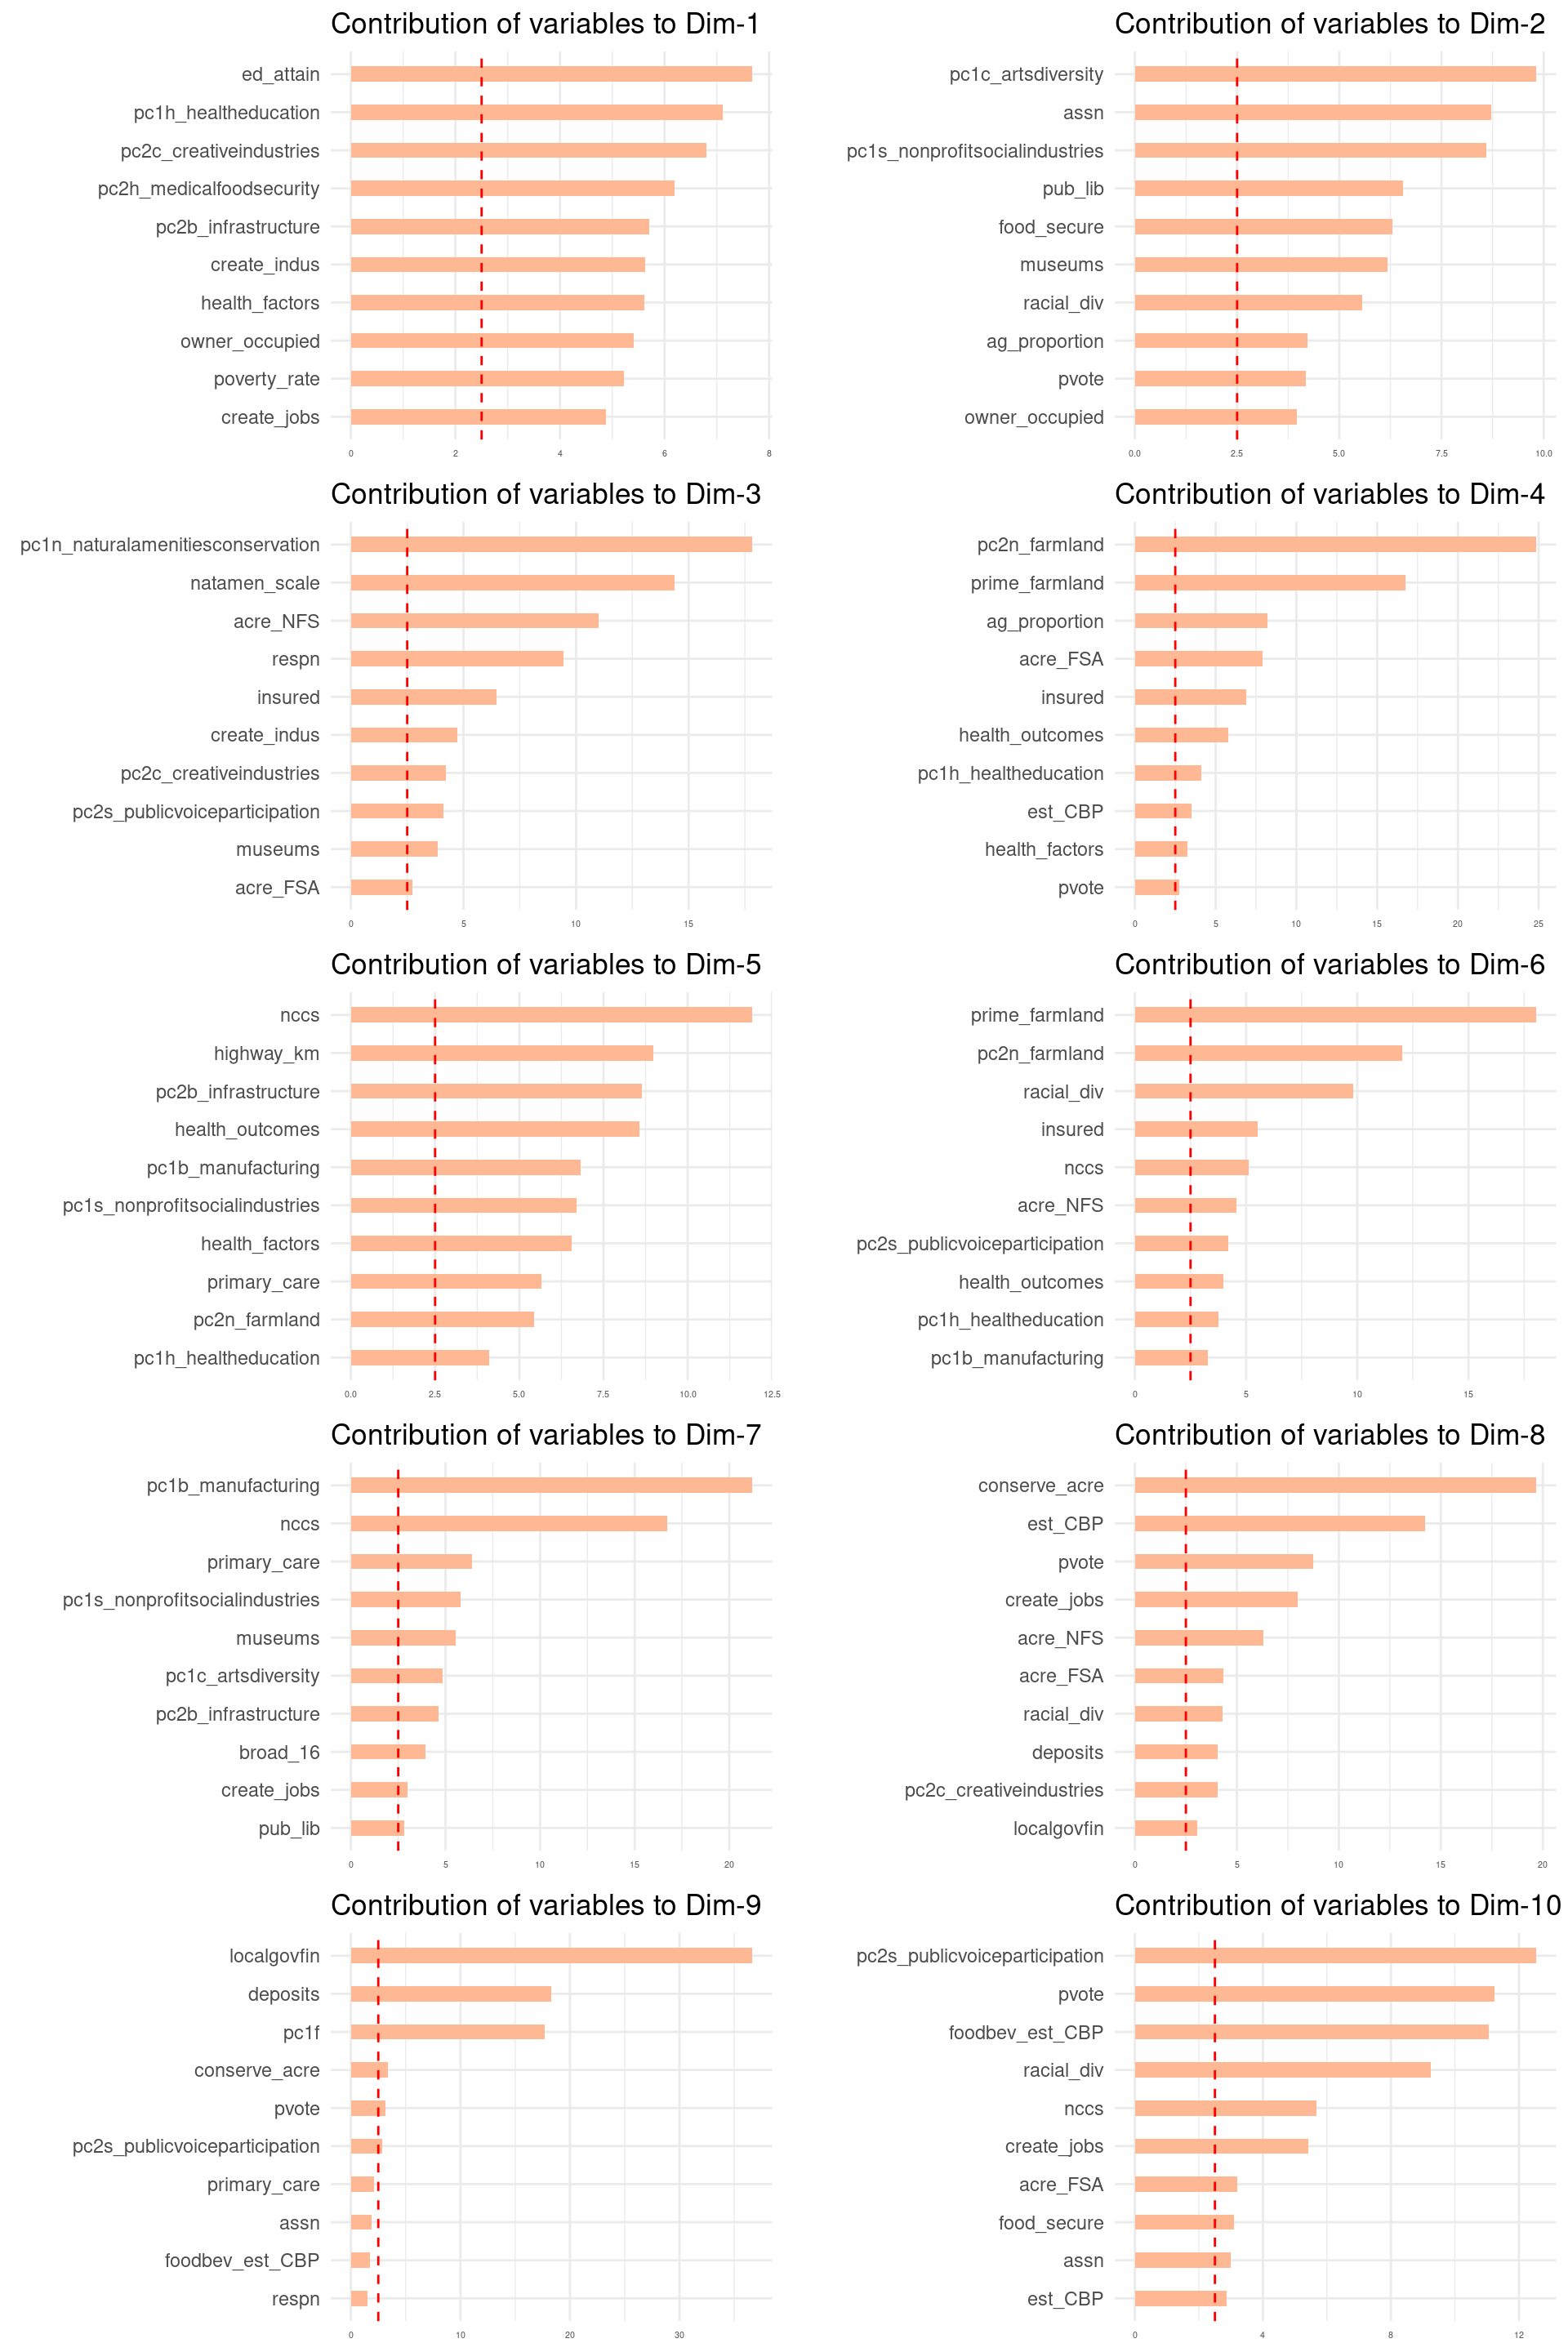 Contribution of variables to Dim-1
ed_attain
pc1h_healtheducation
pc2c_creativeindustries
pc2h_medicalfoodsecurity
pc2b_infrastructure
create_indus
health_factors
owner_occupied
poverty_rate
create_jobs
0 2 4 6 8
Contribution of variables to Dim-2
pc1c_artsdiversity
assn
pc1s_nonprofitsocialindustries
pub_lib
food_secure
museums
racial_div
ag_proportion
pvote
owner_occupied
0.0 2.5 5.0 7.5 10.0
Contribution of variables to Dim-3
pc1n_naturalamenitiesconservation
natamen_scale
acre_NFS
respn
insured
create_indus
pc2c_creativeindustries
pc2s_publicvoiceparticipation
museums
acre_FSA
0 5 10 15
Contribution of variables to Dim-4
pc2n_farmland
prime_farmland
ag_proportion
acre_FSA
insured
health_outcomes
pc1h_healtheducation
est_CBP
health_factors
pvote
0 5 10 15 20 25
Contribution of variables to Dim-5
nccs
highway_km
pc2b_infrastructure
health_outcomes
pc1b_manufacturing
pc1s_nonprofitsocialindustries
health_factors
primary_care
pc2n_farmland
pc1h_healtheducation
0.0 2.5 5.0 7.5 10.0 12.5
Contribution of variables to Dim-6
prime_farmland
pc2n_farmland
racial_div
insured
nccs
acre_NFS
pc2s_publicvoiceparticipation
health_outcomes
pc1h_healtheducation
pc1b_manufacturing
0 5 10 15
Contribution of variables to Dim-7
pc1b_manufacturing
nccs
primary_care
pc1s_nonprofitsocialindustries
museums
pc1c_artsdiversity
pc2b_infrastructure
broad_16
create_jobs
pub_lib
0 5 10 15 20
Contribution of variables to Dim-8
conserve_acre
est_CBP
pvote
create_jobs
acre_NFS
acre_FSA
racial_div
deposits
pc2c_creativeindustries
localgovfin
0 5 10 15 20
Contribution of variables to Dim-9
localgovfin
deposits
pc1f
conserve_acre
pvote
pc2s_publicvoiceparticipation
primary_care
assn
foodbev_est_CBP
respn
0 10 20 30
Contribution of variables to Dim-10
pc2s_publicvoiceparticipation
pvote
foodbev_est_CBP
racial_div
nccs
create_jobs
acre_FSA
food_secure
assn
est_CBP
0 4 8 12